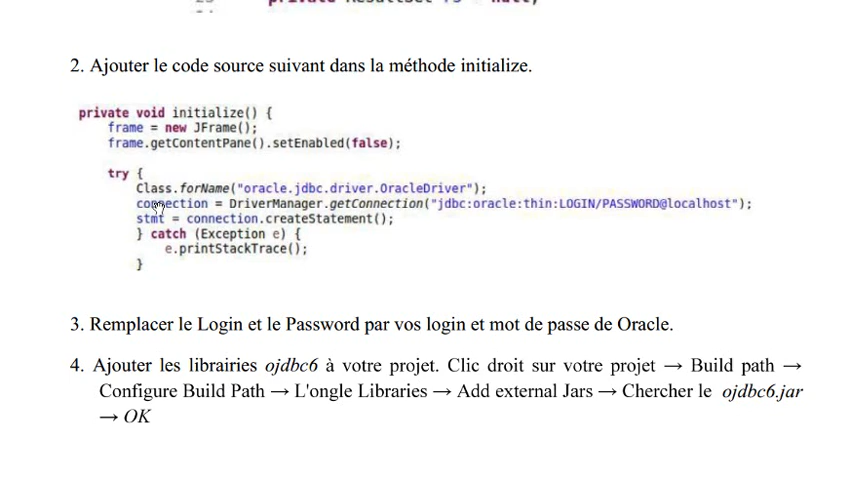 private ResultSet rs = null;
2. Ajouter le code source suivant dans la méthode initialize.
private void initialize() {
frame = new JFrame();
frame.getContentPane().setEnabled(false);
try {
Class.forName("oracle.jdbc.driver.OracleDriver");
connection = DriverManager.getConnection("jdbc:oracle:thin:LOGIN/PASSWORD@localhost");
stmt = connection.createStatement();
} catch (Exception e) {
e.printStackTrace();
}
3. Remplacer le Login et le Password par vos login et mot de passe de Oracle.
4. Ajouter les librairies ojdbc6 à votre projet. Clic droit sur votre projet → Build path →
Configure Build Path → L'ongle Libraries → Add external Jars → Chercher le ojdbc6.jar
→ OK